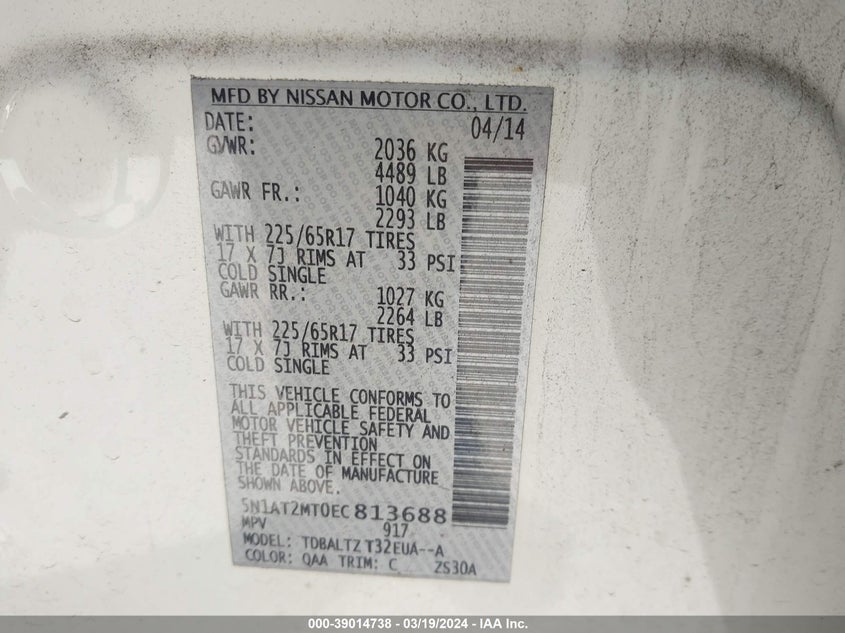 MFD BY NISSAN MOTOR CO., LTD.
DATE: 04/14
GVWR: 2036 KG
4489 LB
GAWR FR.: 1040 KG
2293 LB
WITH 225/65R17 TIRES
17 X 7J RIMS AT 33 PSI
COLD SINGLE
GAWR RR.: 1027 KG
2264 LB
WITH 225/65R17 TIRES
17 X 7J RIMS AT 33 PSI
COLD SINGLE
THIS VEHICLE CONFORMS TO
ALL APPLICABLE FEDERAL
MOTOR VEHICLE SAFETY AND
THEFT PREVENTION
STANDARDS IN EFFECT ON
THE DATE OF MANUFACTURE
SHOWN ABOVE.
5N1AT2MT0EC813688
MPV 917
MODEL: TDBALTZ T32EUA--A
COLOR: QAA TRIM: C ZS30A
000-39014738 - 03/19/2024 - IAA Inc.